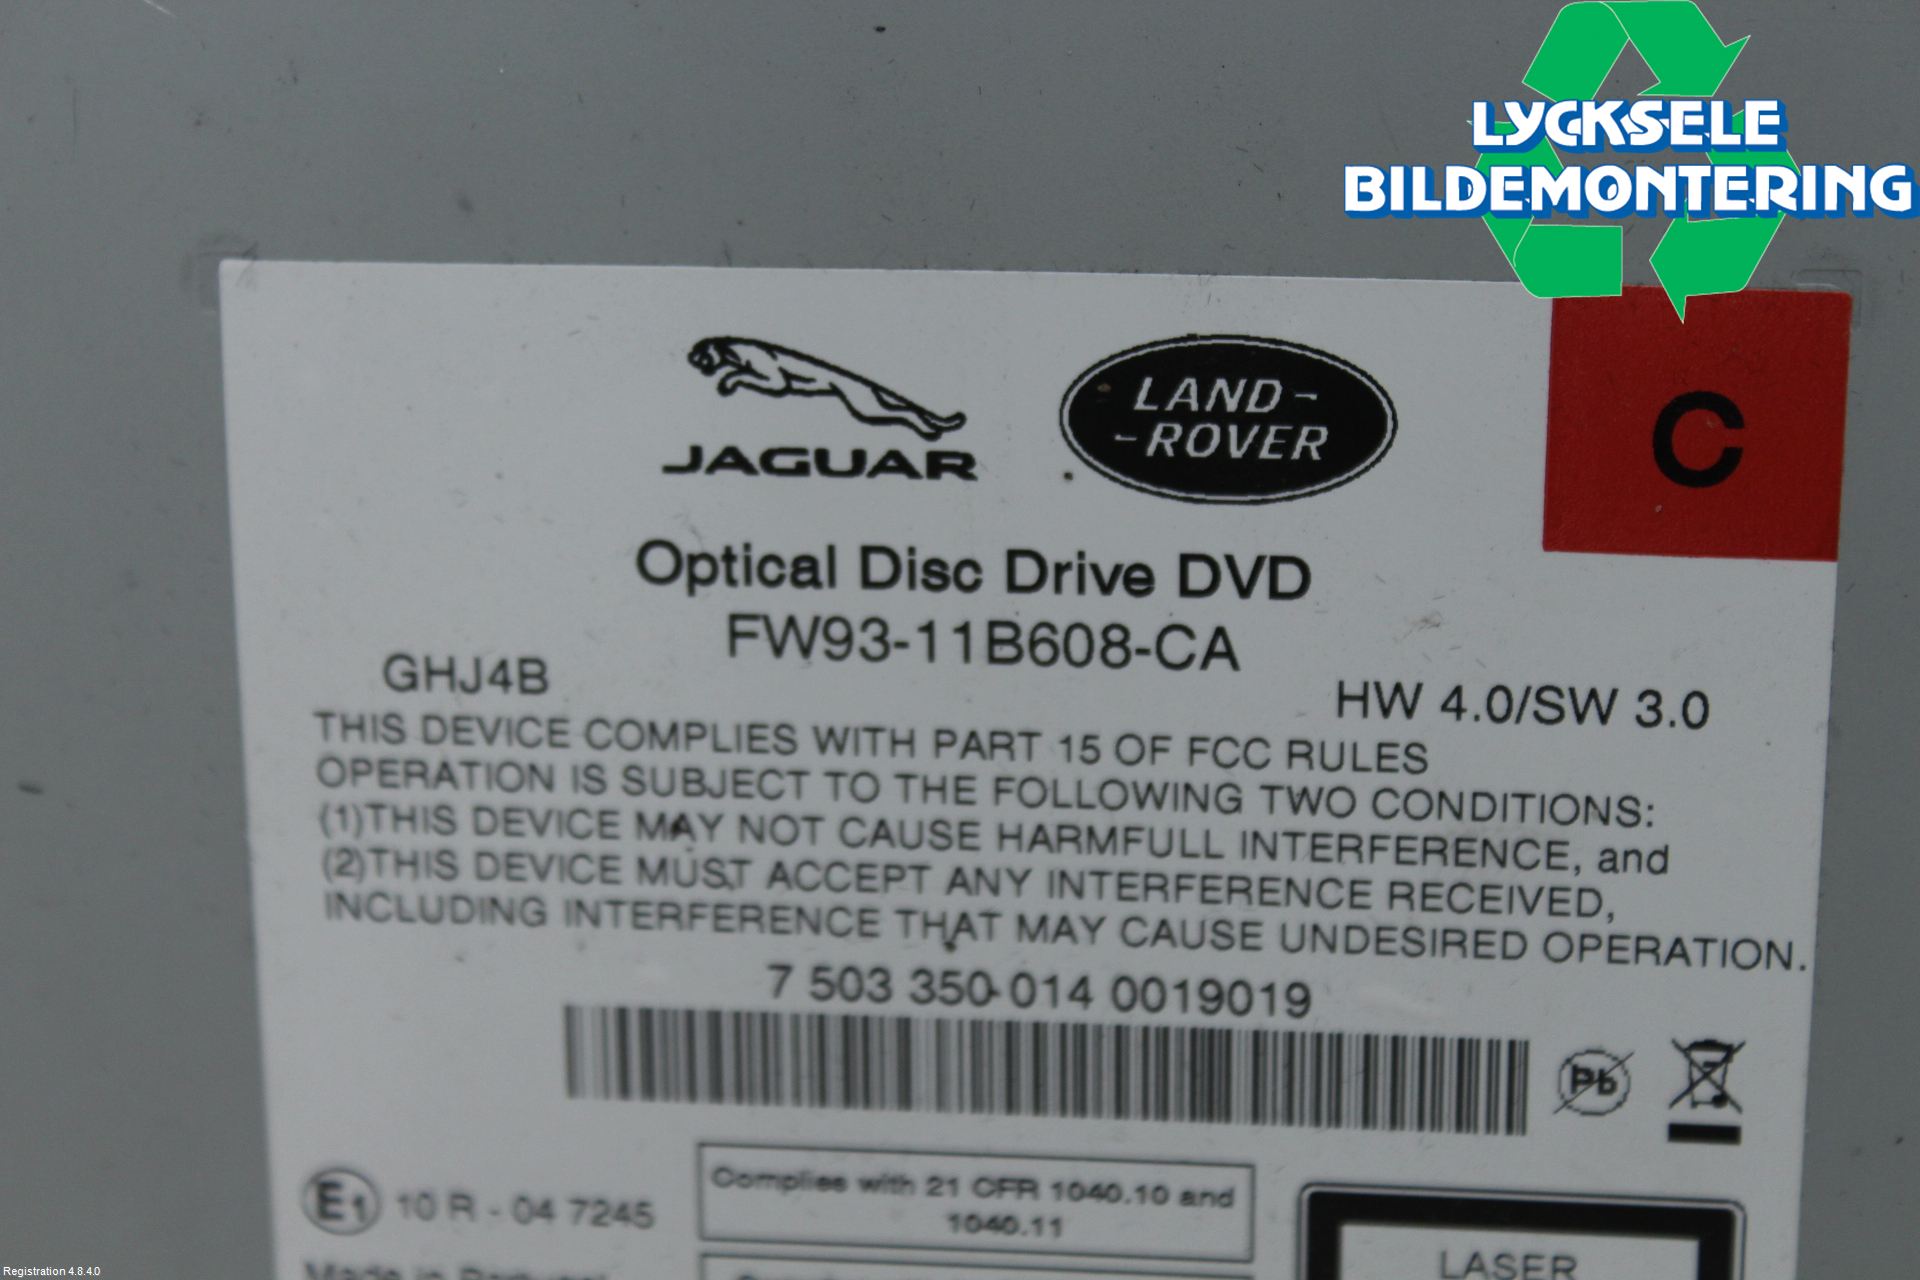 LYCKSELE
BILDEMONTERING
JAGUAR
LAND-
-ROVER
C
Optical Disc Drive DVD
FW93-11B608-CA
GHJ4B
HW 4.0/SW 3.0
THIS DEVICE COMPLIES WITH PART 15 OF FCC RULES
OPERATION IS SUBJECT TO THE FOLLOWING TWO CONDITIONS:
(1)THIS DEVICE MAY NOT CAUSE HARMFULL INTERFERENCE, and
(2)THIS DEVICE MUST ACCEPT ANY INTERFERENCE RECEIVED,
INCLUDING INTERFERENCE THAT MAY CAUSE UNDESIRED OPERATION.
7 503 350 014 0019019
Pb
E1 10 R - 04 7245
Complies with 21 CFR 1040.10 and
1040.11
LASER
Made in Portugal
Registration 4.8.4.0